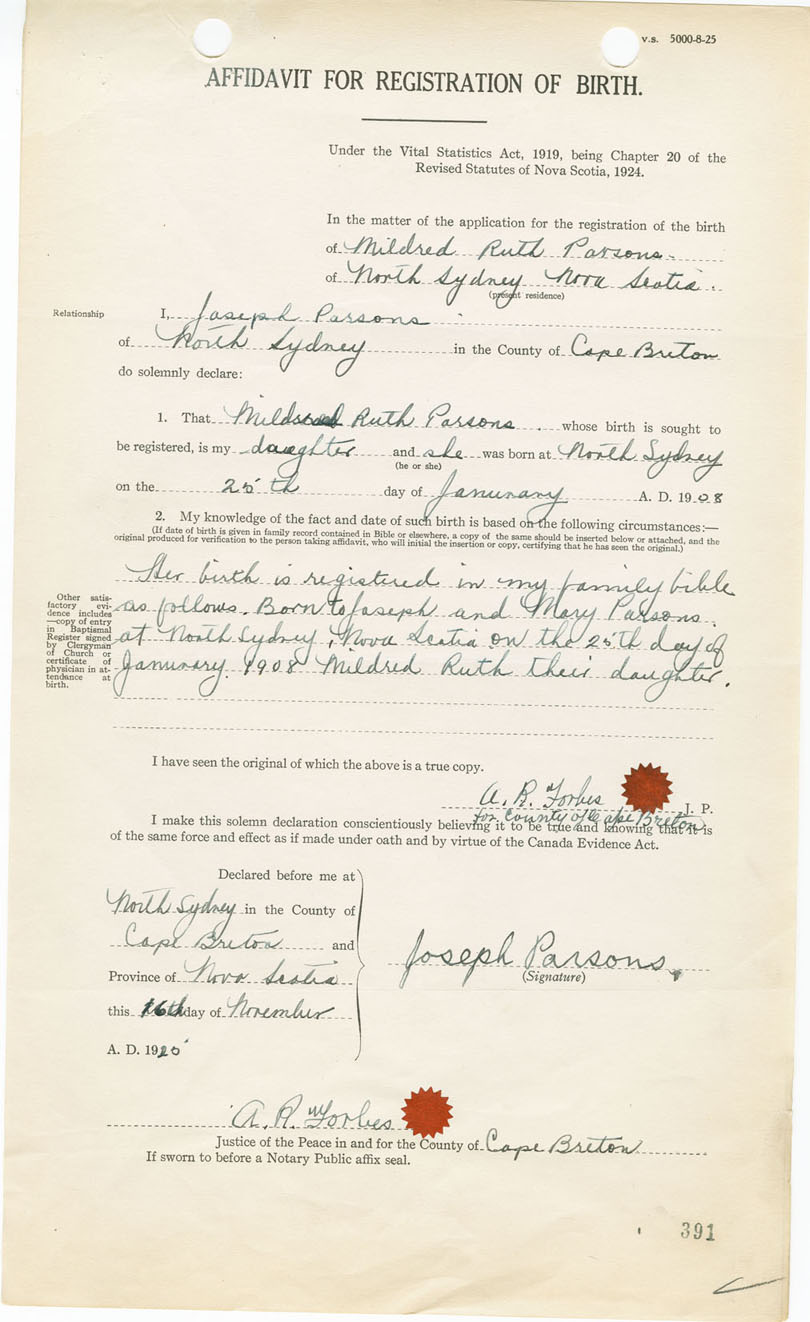 v.s. 5000-8-25
AFFIDAVIT FOR REGISTRATION OF BIRTH.
Under the Vital Statistics Act, 1919, being Chapter 20 of the
Revised Statutes of Nova Scotia, 1924.
In the matter of the application for the registration of the birth
of Mildred Ruth Parsons.
of North Sydney Nova Scotia.
(present residence)
Relationship I, Joseph Parsons
of North Sydney in the County of Cape Breton
do solemnly declare:
1. That Mildred Ruth Parsons . whose birth is sought to
be registered, is my daughter and she was born at North Sydney
(he or she)
on the 25th day of Janurary A. D. 1908
2. My knowledge of the fact and date of such birth is based on the following circumstances:—
(If date of birth is given in family record contained in Bible or elsewhere, a copy of the same should be inserted below or attached, and the
original produced for verification to the person taking affidavit, who will initial the insertion or copy, certifying that he has seen the original.)
Her birth is registered in my family bible
as follows. Born to Joseph and Mary Parsons.
at North Sydney, Nova Scotia on the 25th day of
Janurary 1908 Mildred Ruth their daughter.
Other satis-
factory evi-
dence includes
—copy of entry
in Baptismal
Register signed
by Clergyman
of Church or
certificate of
physician in at-
tendance at
birth.
I have seen the original of which the above is a true copy.
A. R. Forbes J. P.
for County of Cape Breton
I make this solemn declaration conscientiously believing it to be true and knowing that it is
of the same force and effect as if made under oath and by virtue of the Canada Evidence Act.
Declared before me at
North Sydney in the County of
Cape Breton and
Province of Nova Scotia
this 16th day of November
A. D. 1925
Joseph Parsons
(Signature)
A. R. Forbes
Justice of the Peace in and for the County of Cape Breton
If sworn to before a Notary Public affix seal.
391